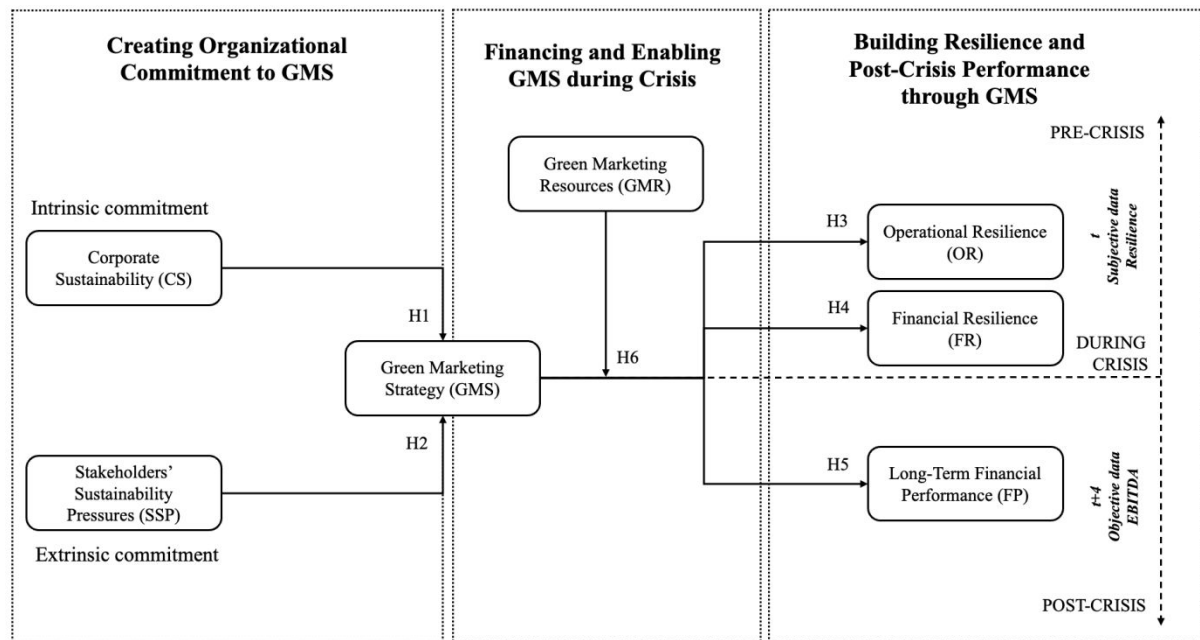 Creating Organizational
Commitment to GMS
Intrinsic commitment
Corporate
Sustainability (CS)
H1
Green Marketing
Strategy (GMS)
H2
Stakeholders’
Sustainability
Pressures (SSP)
Extrinsic commitment
Financing and Enabling
GMS during Crisis
Green Marketing
Resources (GMR)
H6
Building Resilience and
Post-Crisis Performance
through GMS
PRE-CRISIS
H3
Operational Resilience
(OR)
t
Subjective data
Resilience
H4
Financial Resilience
(FR)
DURING
CRISIS
H5
Long-Term Financial
Performance (FP)
t+4
Objective data
EBITDA
POST-CRISIS